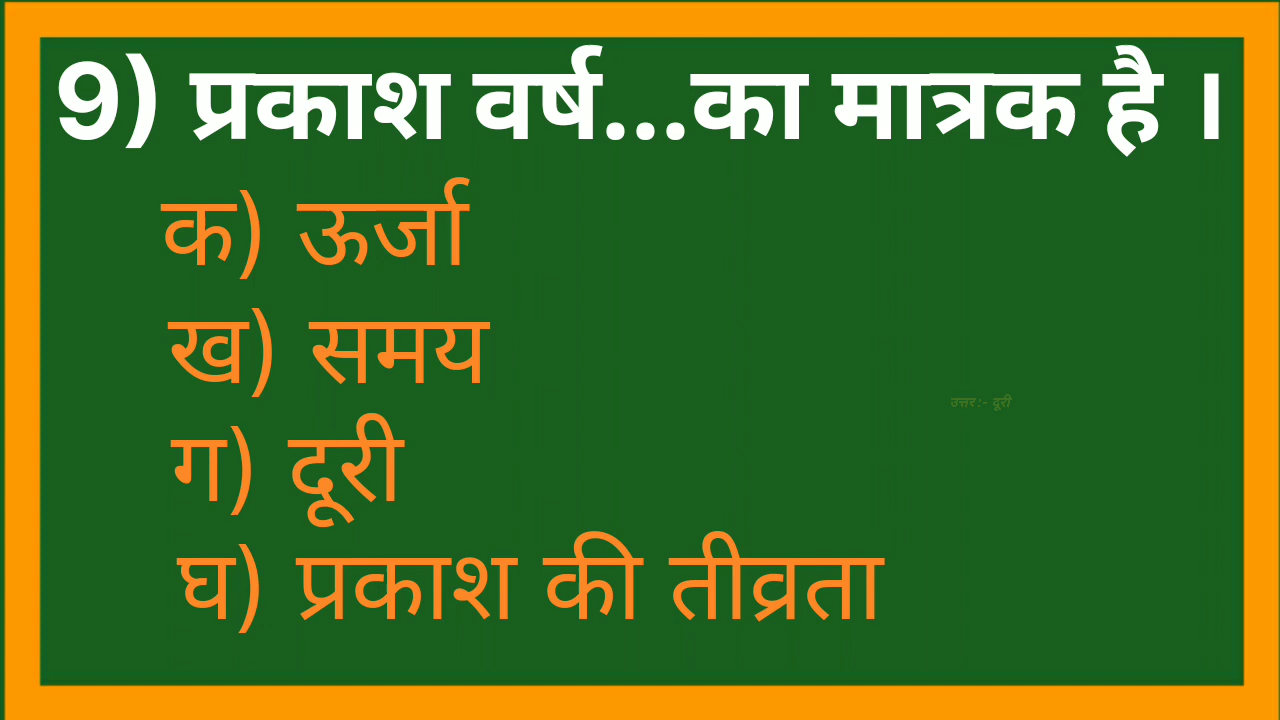 9) प्रकाश वर्ष...का मात्रक है ।
क) ऊर्जा
ख) समय
उत्तर :- दूरी
ग) दूरी
घ) प्रकाश की तीव्रता